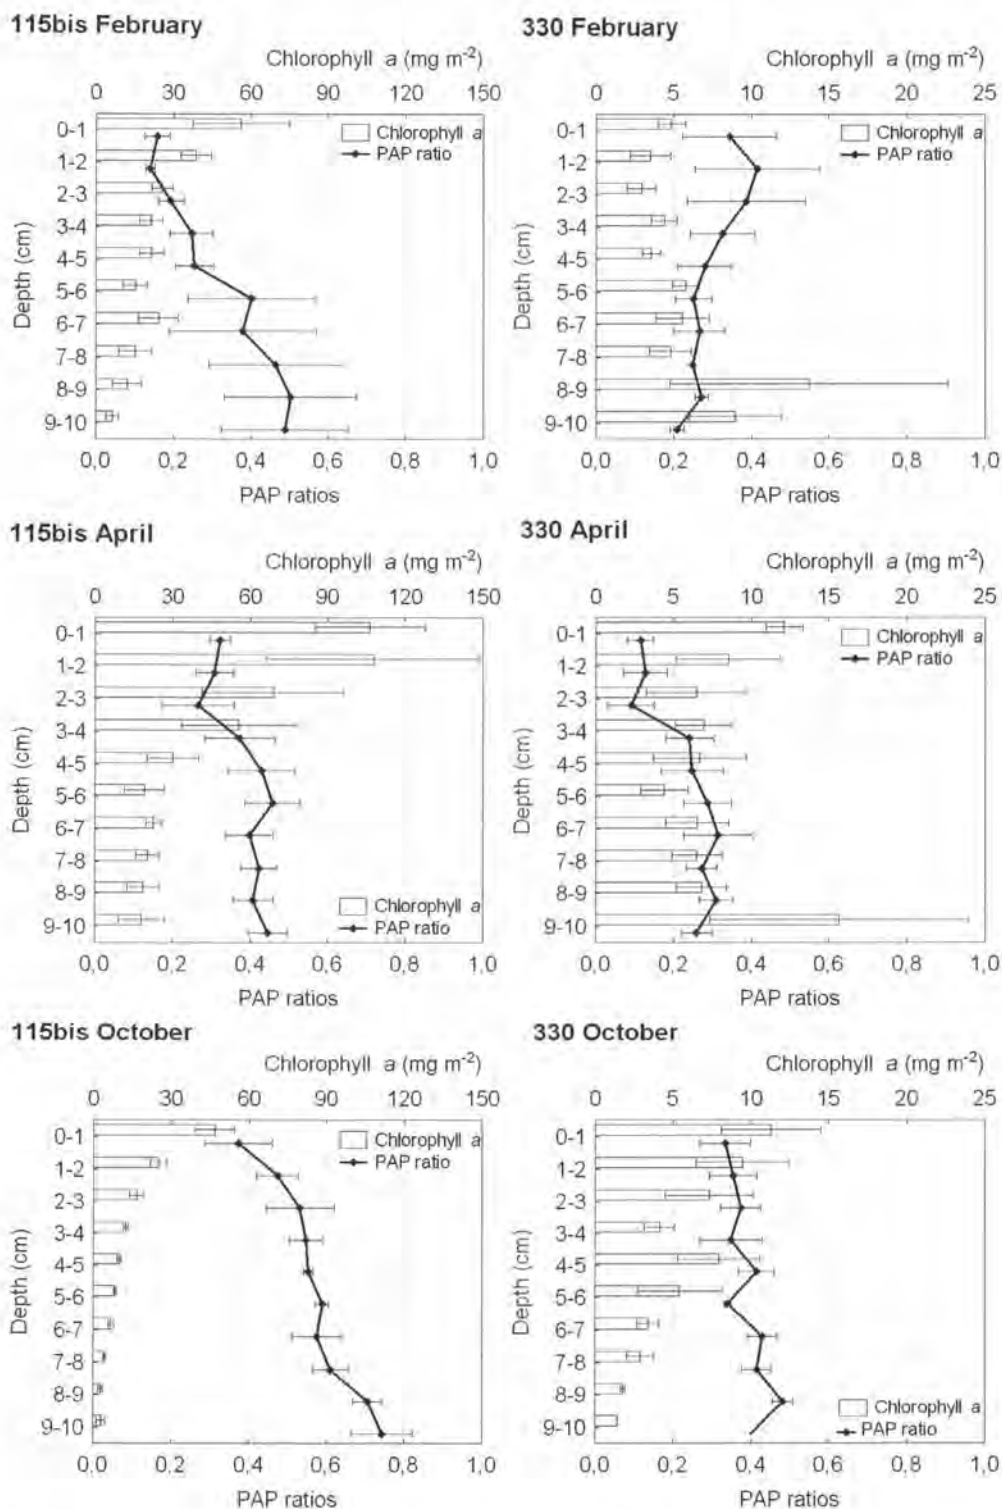 115bis February
Chlorophyll a (mg m-2)
0 30 60 90 120 150
Depth (cm)
0-1
1-2
2-3
3-4
4-5
5-6
6-7
7-8
8-9
9-10
Chlorophyll a
PAP ratio
0,0 0,2 0,4 0,6 0,8 1,0
PAP ratios
330 February
Chlorophyll a (mg m-2)
0 5 10 15 20 25
Depth (cm)
0-1
1-2
2-3
3-4
4-5
5-6
6-7
7-8
8-9
9-10
Chlorophyll a
PAP ratio
0,0 0,2 0,4 0,6 0,8 1,0
PAP ratios
115bis April
Chlorophyll a (mg m-2)
0 30 60 90 120 150
Depth (cm)
0-1
1-2
2-3
3-4
4-5
5-6
6-7
7-8
8-9
9-10
Chlorophyll a
PAP ratio
0,0 0,2 0,4 0,6 0,8 1,0
PAP ratios
330 April
Chlorophyll a (mg m-2)
0 5 10 15 20 25
Depth (cm)
0-1
1-2
2-3
3-4
4-5
5-6
6-7
7-8
8-9
9-10
Chlorophyll a
PAP ratio
0,0 0,2 0,4 0,6 0,8 1,0
PAP ratios
115bis October
Chlorophyll a (mg m-2)
0 30 60 90 120 150
Depth (cm)
0-1
1-2
2-3
3-4
4-5
5-6
6-7
7-8
8-9
9-10
Chlorophyll a
PAP ratio
0,0 0,2 0,4 0,6 0,8 1,0
PAP ratios
330 October
Chlorophyll a (mg m-2)
0 5 10 15 20 25
Depth (cm)
0-1
1-2
2-3
3-4
4-5
5-6
6-7
7-8
8-9
9-10
Chlorophyll a
PAP ratio
0,0 0,2 0,4 0,6 0,8 1,0
PAP ratios